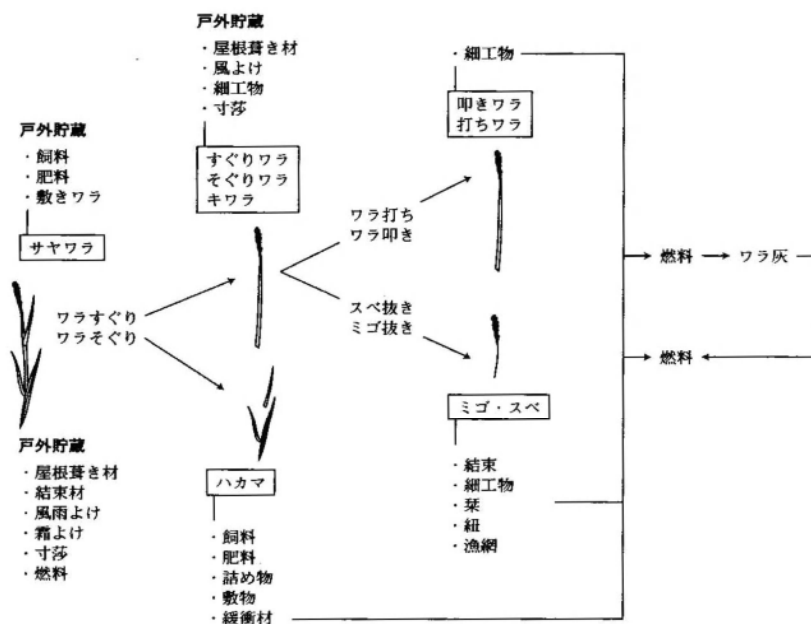 戸外貯蔵
・飼料
・肥料
・敷きワラ
サヤワラ
戸外貯蔵
・屋根葺き材
・結束材
・風雨よけ
・霜よけ
・寸莎
・燃料
ワラすぐり
ワラそぐり
戸外貯蔵
・屋根葺き材
・風よけ
・細工物
・寸莎
すぐりワラ
そぐりワラ
キワラ
ハカマ
・飼料
・肥料
・詰め物
・敷物
・緩衝材
ワラ打ち
ワラ叩き
スベ抜き
ミゴ抜き
・細工物
叩きワラ
打ちワラ
ミゴ・スベ
・結束
・細工物
・栞
・紐
・漁網
燃料
ワラ灰
燃料